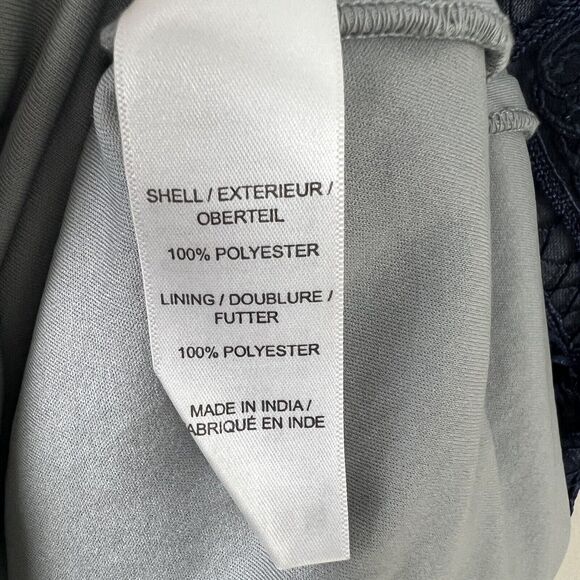 SHELL / EXTERIEUR /
OBERTEIL
100% POLYESTER
LINING / DOUBLURE /
FUTTER
100% POLYESTER
MADE IN INDIA /
ABRIQUÉ EN INDE